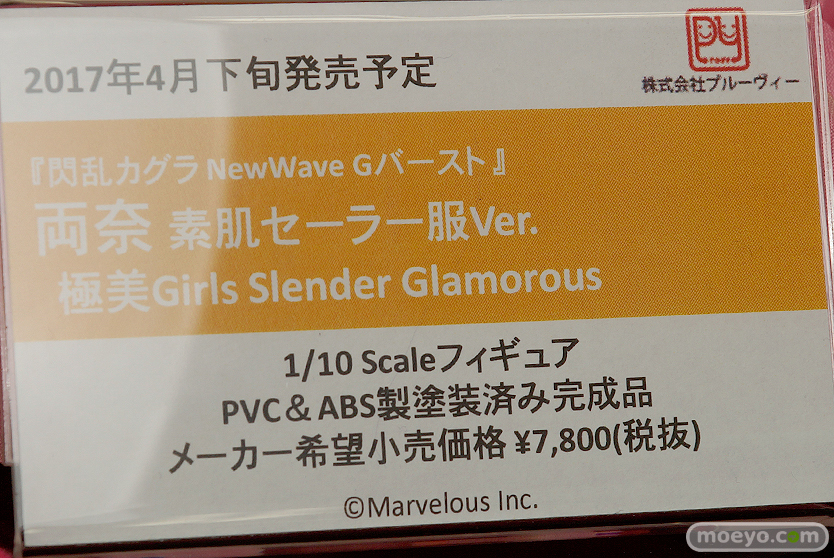 2017年4月下旬発売予定
株式会社ブルーヴィー
『閃乱カグラ NewWave Gバースト』
両奈 素肌セーラー服Ver.
極美Girls Slender Glamorous
1/10 Scaleフィギュア
PVC&ABS製塗装済み完成品
メーカー希望小売価格 ¥7,800(税抜)
©Marvelous Inc.
moeyo.com